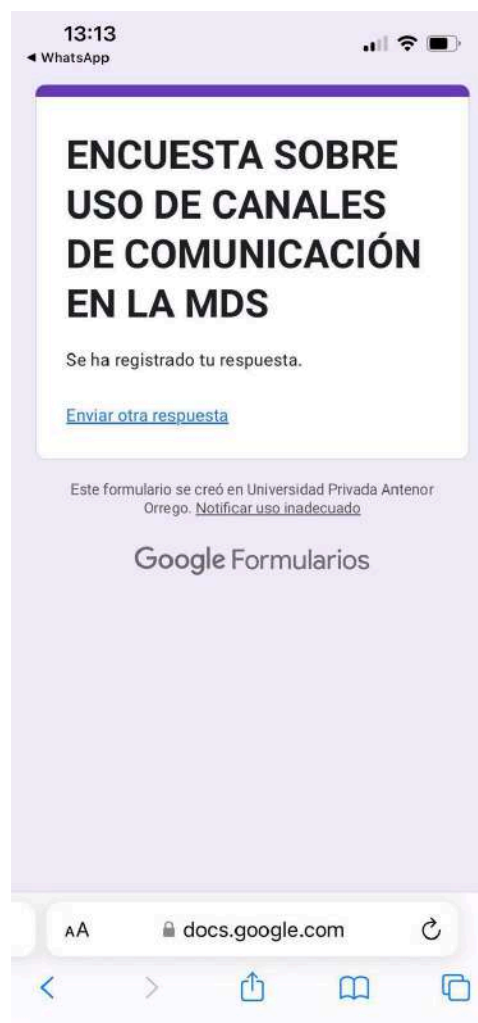 13:13
◀ WhatsApp
ENCUESTA SOBRE
USO DE CANALES
DE COMUNICACIÓN
EN LA MDS
Se ha registrado tu respuesta.
Enviar otra respuesta
Este formulario se creó en Universidad Privada Antenor
Orrego. Notificar uso inadecuado
Google Formularios
AA docs.google.com